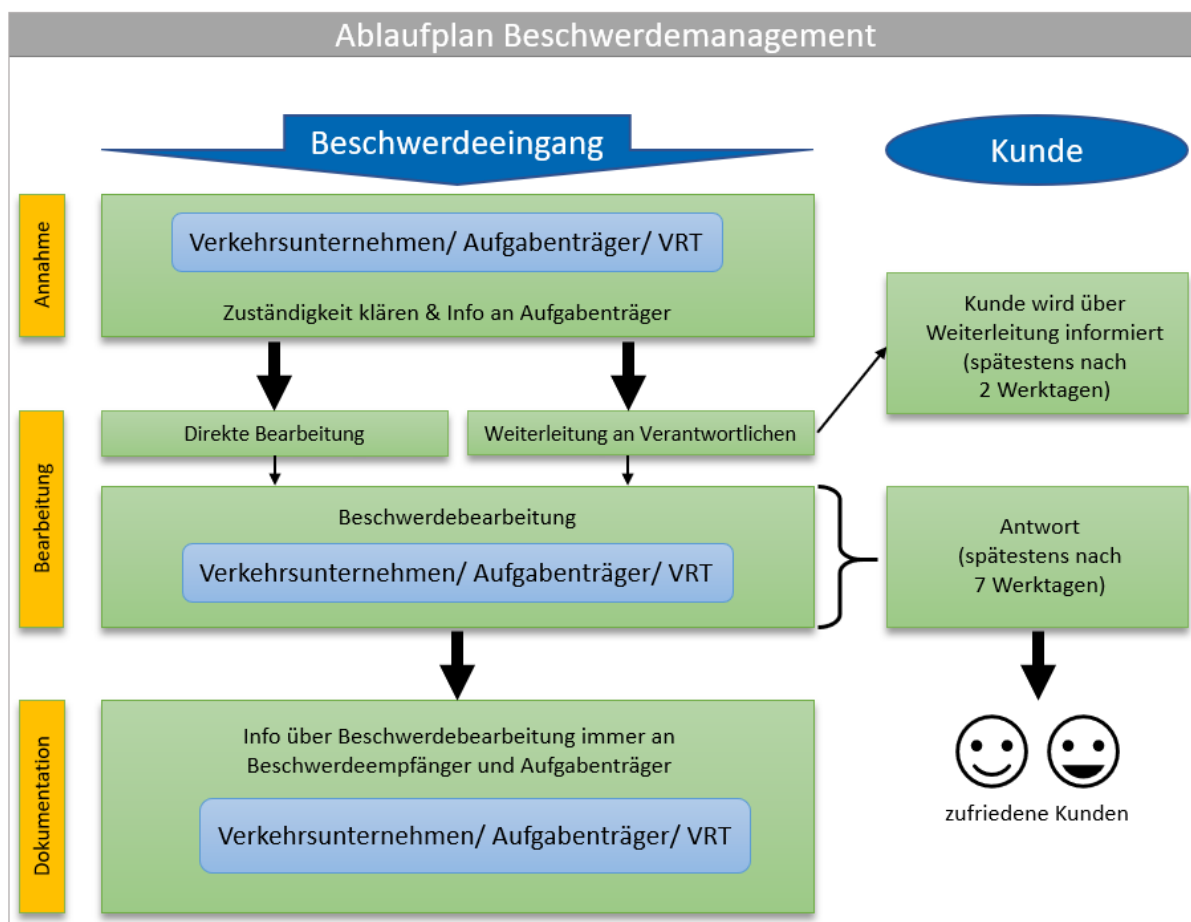 Ablaufplan Beschwerdemanagement
Beschwerdeeingang
Kunde
Annahme
Verkehrsunternehmen/ Aufgabenträger/ VRT
Zuständigkeit klären & Info an Aufgabenträger
Kunde wird über
Weiterleitung informiert
(spätestens nach
2 Werktagen)
Bearbeitung
Direkte Bearbeitung
Weiterleitung an Verantwortlichen
Beschwerdebearbeitung
Verkehrsunternehmen/ Aufgabenträger/ VRT
Antwort
(spätestens nach
7 Werktagen)
Dokumentation
Info über Beschwerdebearbeitung immer an
Beschwerdeempfänger und Aufgabenträger
Verkehrsunternehmen/ Aufgabenträger/ VRT
zufriedene Kunden